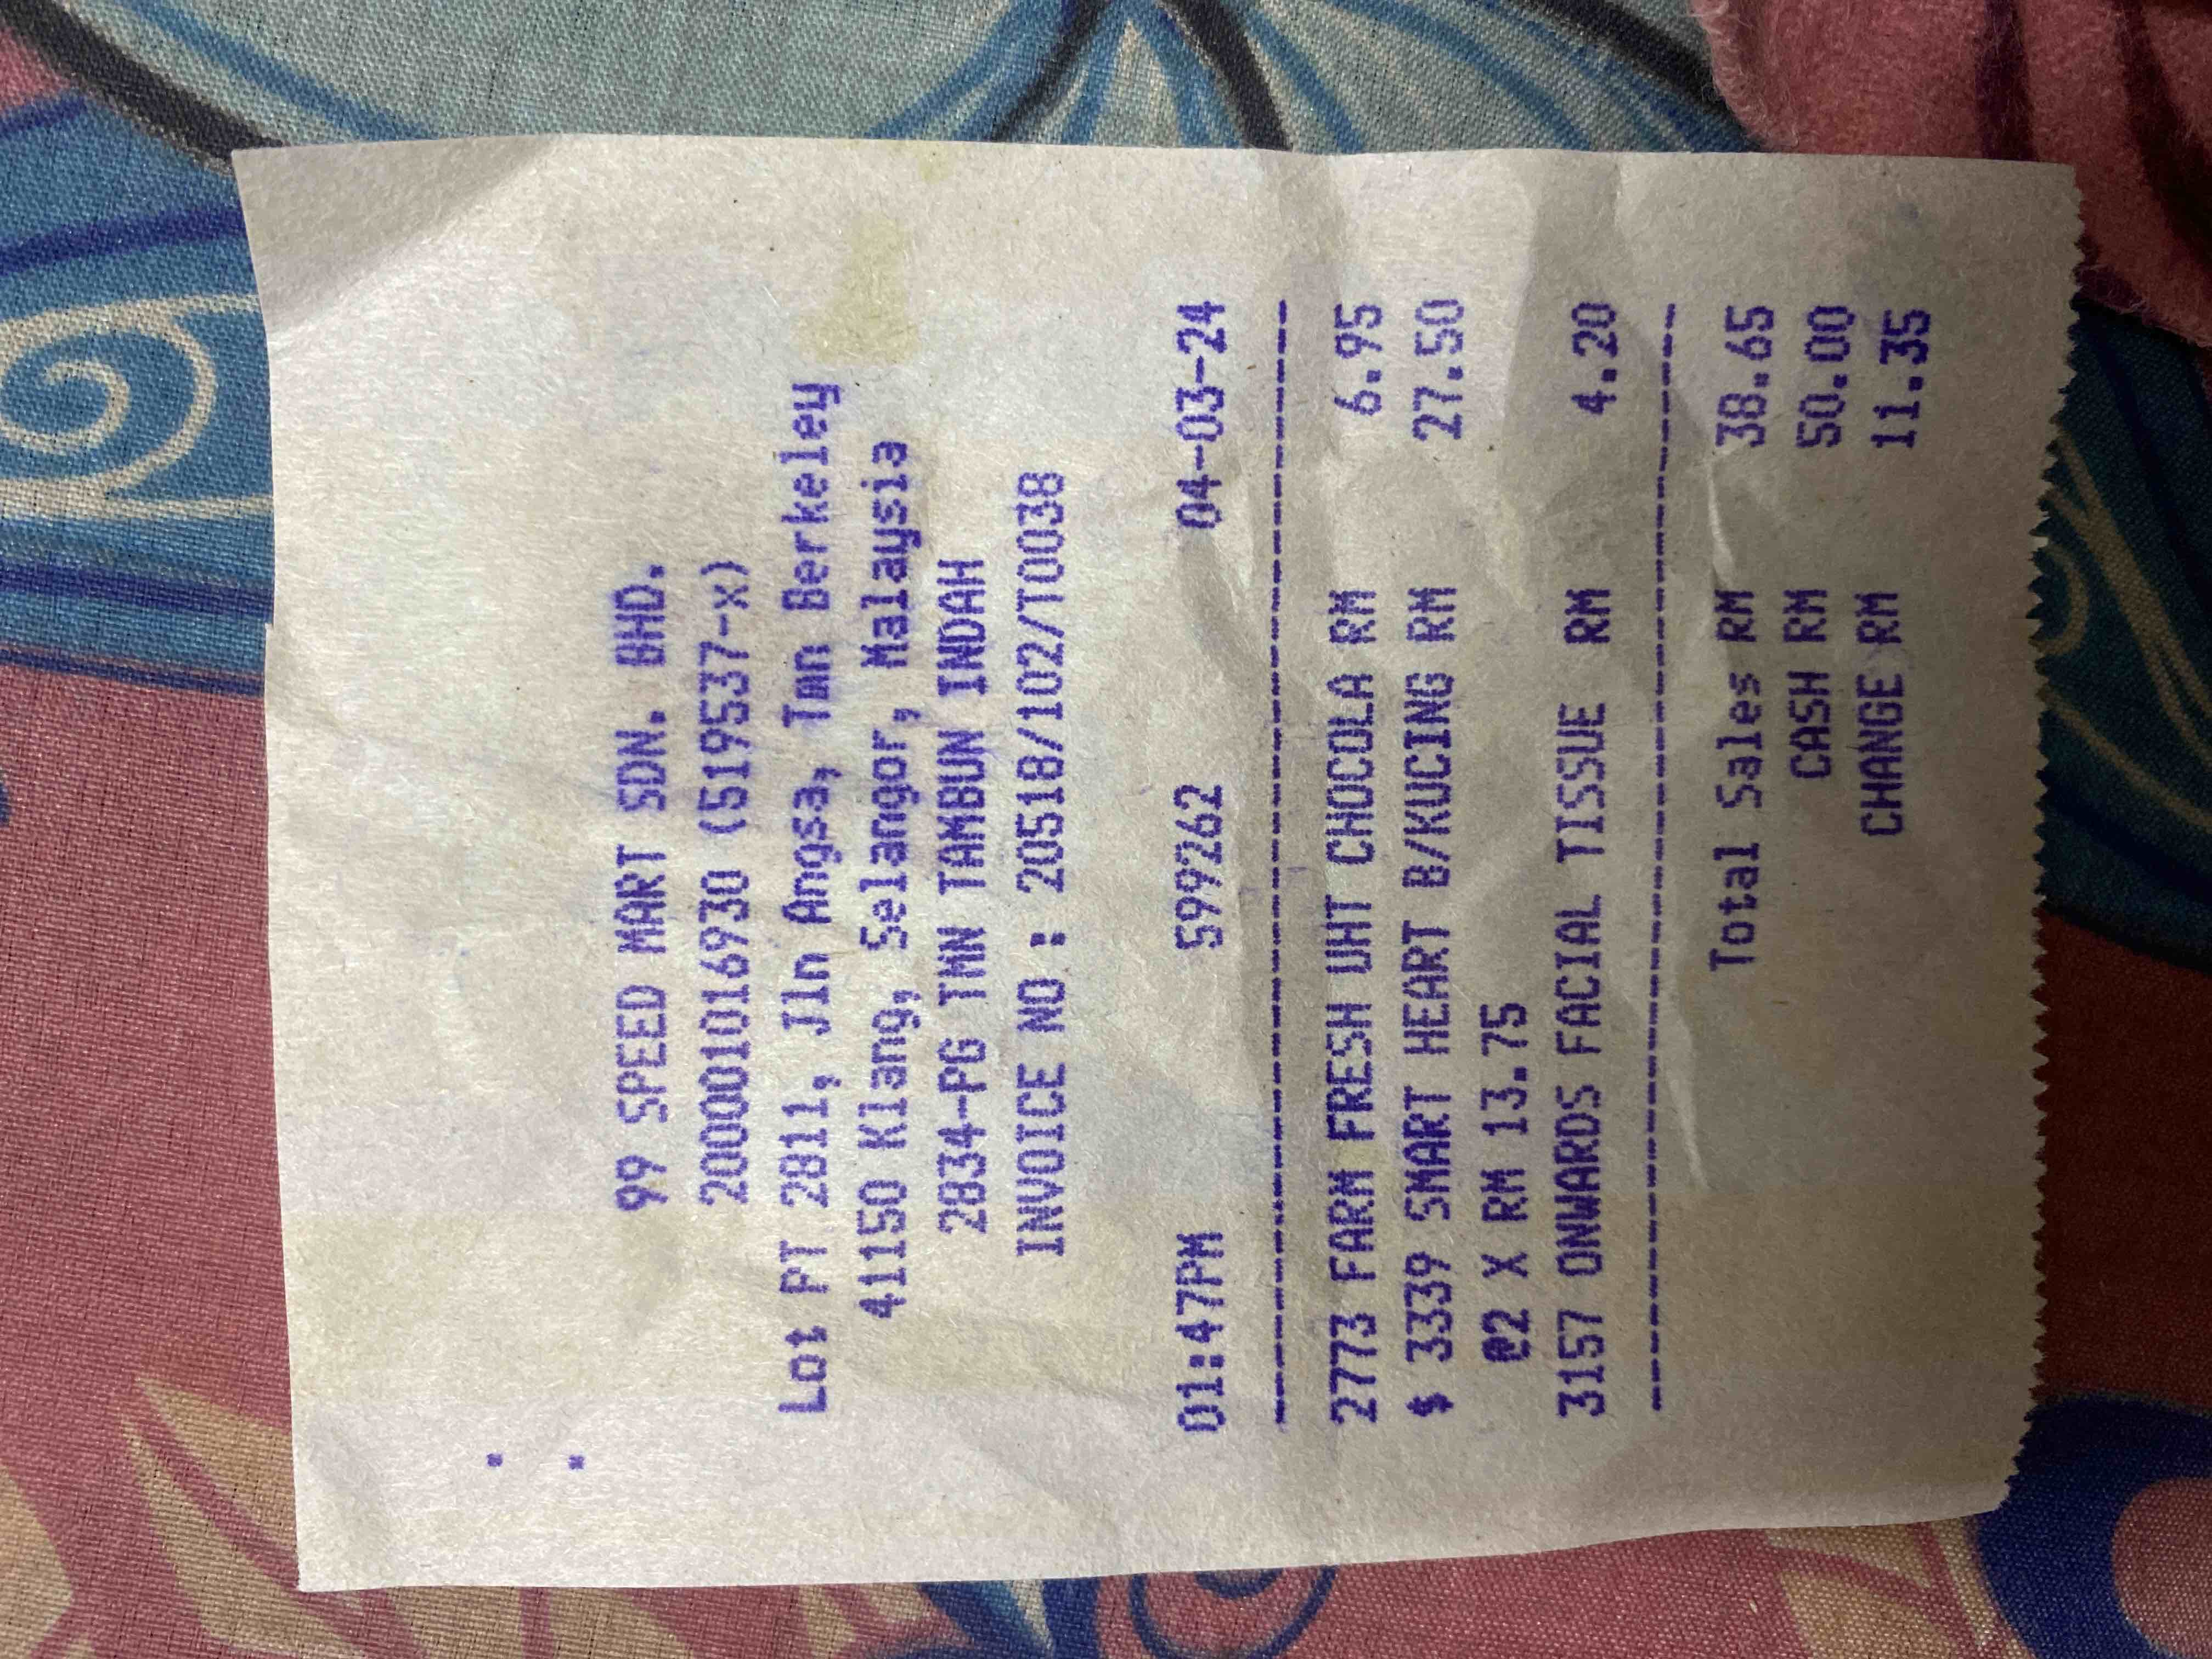 99 SPEED MART SDN. BHD.
200001016930 (519537-x)
Lot PT 2811, Jln Angsa, Tmn Berkeley
41150 Klang, Selangor, Malaysia
2834-PG TMN TAMBUN INDAH
INVOICE NO : 20518/102/T0038
01:47PM 599262 04-03-24
2773 FARM FRESH UHT CHOCOLA RM 6.95
$ 3339 SMART HEART B/KUCING RM 27.50
@2 X RM 13.75
3157 ONWARDS FACIAL TISSUE RM 4.20
Total Sales RM 38.65
CASH RM 50.00
CHANGE RM 11.35